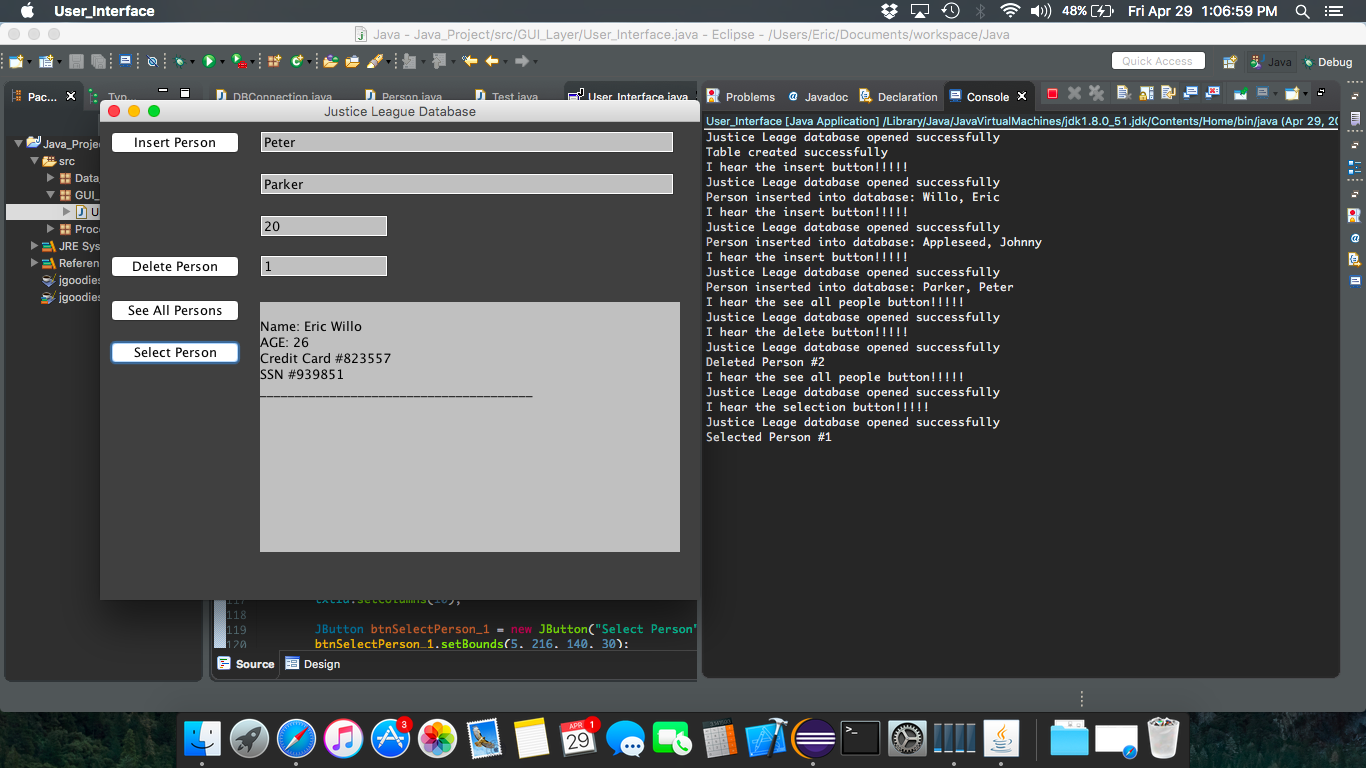 User_Interface
48%
Fri Apr 29 1:06:59 PM
Java - Java_Project/src/GUI_Layer/User_Interface.java - Eclipse - /Users/Eric/Documents/workspace/Java
Quick Access
Java
Debug
Pac...
Typ
DBConnection.java
Person.java
Test.java
User_Interface.java
Problems
Javadoc
Declaration
Console
Java_Proje
src
Data_
GUI_
U
Proc
JRE Sys
Referen
jgoodies
jgoodies
Justice League Database
Insert Person
Peter
Parker
20
Delete Person
1
See All Persons
Select Person
Name: Eric Willo
AGE: 26
Credit Card #823557
SSN #939851
_______________________________________
117
txtId.setColumns(10);
118
119 JButton btnSelectPerson_1 = new JButton("Select Person"
120 btnSelectPerson_1.setBounds(5, 216, 140, 30);
Source
Design
User_Interface [Java Application] /Library/Java/JavaVirtualMachines/jdk1.8.0_51.jdk/Contents/Home/bin/java (Apr 29, 20
Justice Leage database opened successfully
Table created successfully
I hear the insert button!!!!!
Justice Leage database opened successfully
Person inserted into database: Willo, Eric
I hear the insert button!!!!!
Justice Leage database opened successfully
Person inserted into database: Appleseed, Johnny
I hear the insert button!!!!!
Justice Leage database opened successfully
Person inserted into database: Parker, Peter
I hear the see all people button!!!!!
Justice Leage database opened successfully
I hear the delete button!!!!!
Justice Leage database opened successfully
Deleted Person #2
I hear the see all people button!!!!!
Justice Leage database opened successfully
I hear the selection button!!!!!
Justice Leage database opened successfully
Selected Person #1
3
APR
29
1
>_